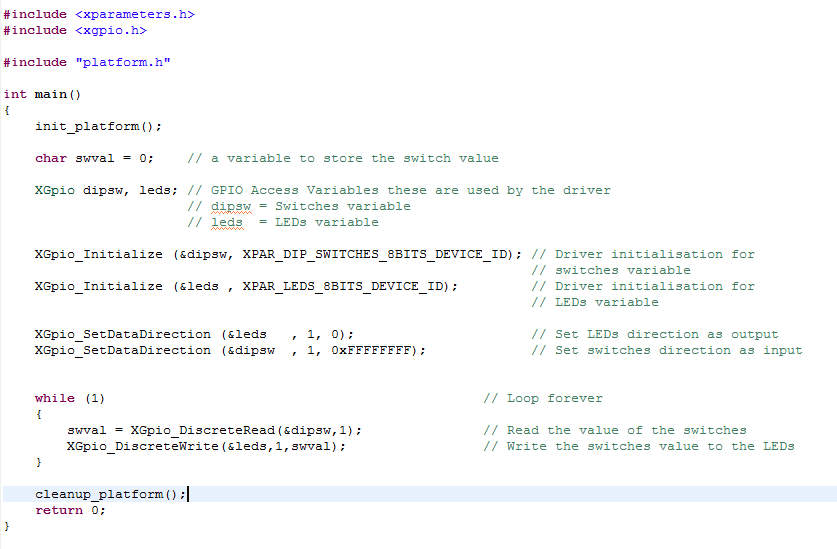 #include <xparameters.h>
#include <xgpio.h>

#include "platform.h"

int main()
{
    init_platform();

    char swval = 0;    // a variable to store the switch value

    XGpio dipsw, leds; // GPIO Access Variables these are used by the driver
                       // dipsw = Switches variable
                       // leds  = LEDs variable

    XGpio_Initialize (&dipsw, XPAR_DIP_SWITCHES_8BITS_DEVICE_ID); // Driver initialisation for
                                                                  // switches variable
    XGpio_Initialize (&leds , XPAR_LEDS_8BITS_DEVICE_ID);         // Driver initialisation for
                                                                  // LEDs variable

    XGpio_SetDataDirection (&leds   , 1, 0);                      // Set LEDs direction as output
    XGpio_SetDataDirection (&dipsw  , 1, 0xFFFFFFFF);             // Set switches direction as input


    while (1)                                               // Loop forever
    {
        swval = XGpio_DiscreteRead(&dipsw,1);               // Read the value of the switches
        XGpio_DiscreteWrite(&leds,1,swval);                 // Write the switches value to the LEDs
    }

    cleanup_platform();
    return 0;
}